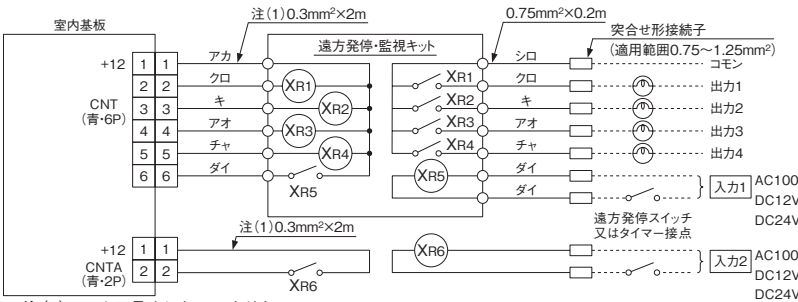 注(1)0.3mm²×2m
0.75mm²×0.2m
突合せ形接続子
(適用範囲0.75～1.25mm²)
室内基板
遠方発停・監視キット
+12 1 1 アカ シロ コモン
2 2 クロ XR1 XR1 クロ 出力1
CNT
(青・6P)
3 3 キ XR2 XR2 キ 出力2
4 4 アオ XR3 XR3 アオ 出力3
5 5 チャ XR4 XR4 チャ 出力4
6 6 ダイ XR5 XR5 ダイ
ダイ
入力1
AC100
DC12V
DC24V
遠方発停スイッチ
又はタイマー接点
注(1)0.3mm²×2m
+12 1 1
CNTA
(青・2P)
2 2 XR6 XR6
入力2
AC100
DC12V
DC24V